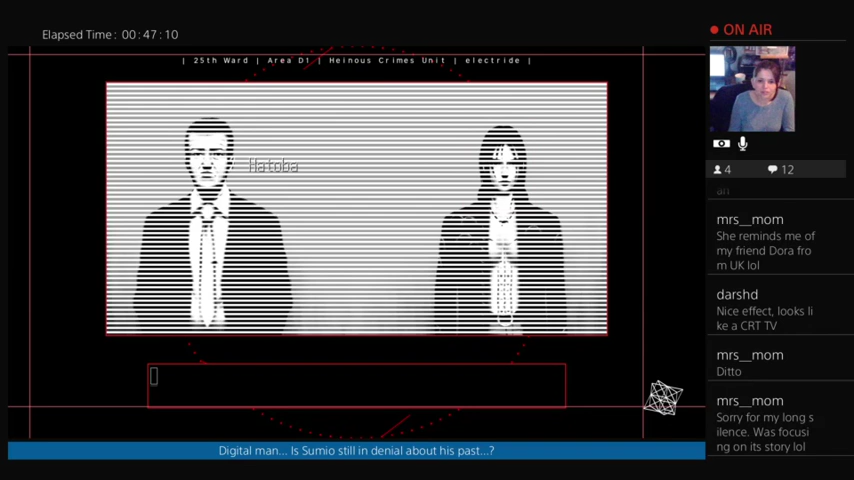 Elapsed Time: 00:47:10
ON AIR
| 25th Ward | Area D1 | Heinous Crimes Unit | electride |
Hatoba
4 12
an
mrs__mom
She reminds me of
my friend Dora fro
m UK lol
darshd
Nice effect, looks li
ke a CRT TV
mrs__mom
Ditto
mrs__mom
Sorry for my long s
ilence. Was focusi
ng on its story lol
Digital man... Is Sumio still in denial about his past...?